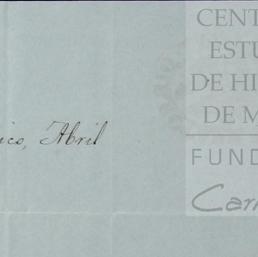 CENT
ESTU
DE HI
DE M
ico, Abril
FUND
Car